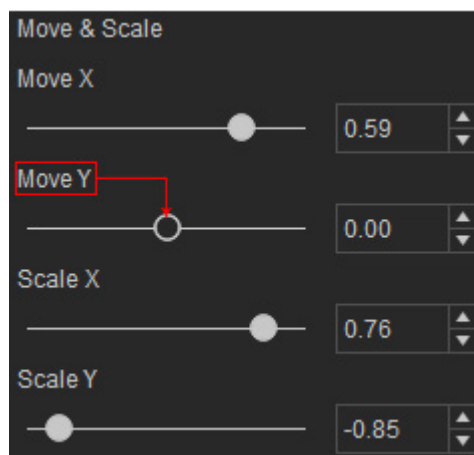 Move & Scale
Move X
0.59
Move Y
0.00
Scale X
0.76
Scale Y
-0.85